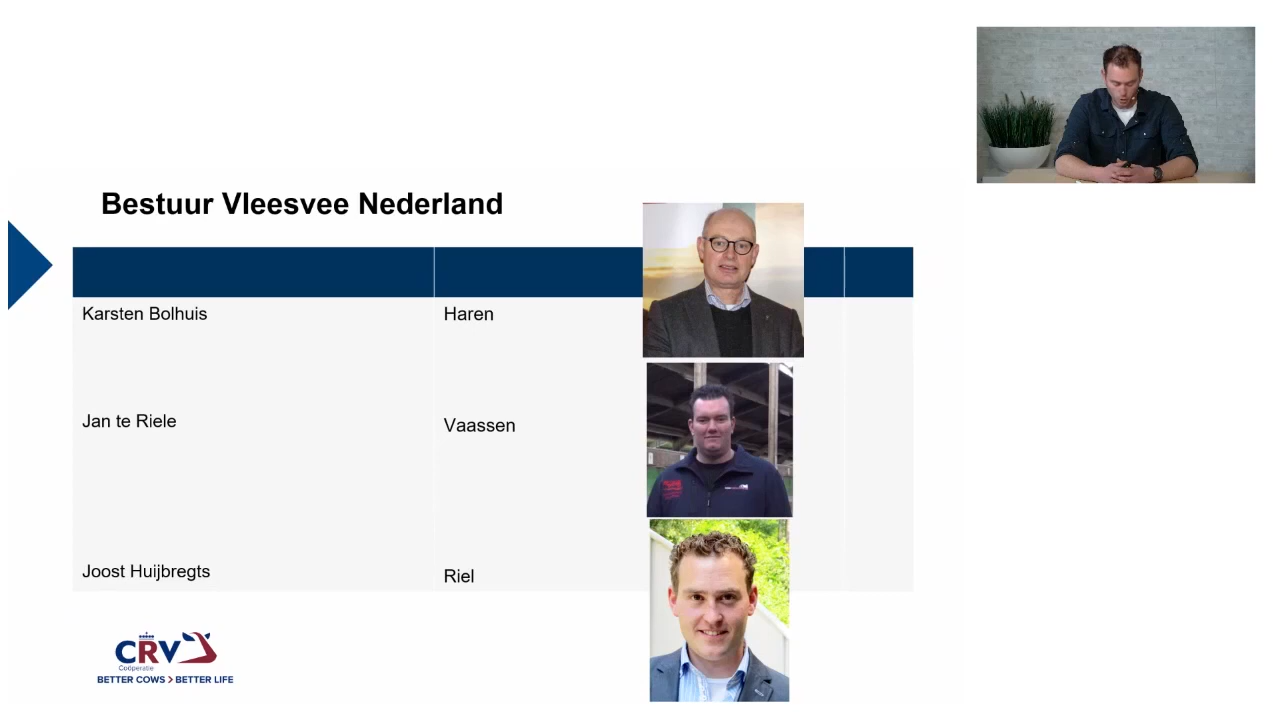 Bestuur Vleesvee Nederland
Karsten Bolhuis Haren
Jan te Riele Vaassen
Joost Huijbregts Riel
CRV
Coöperatie
BETTER COWS > BETTER LIFE